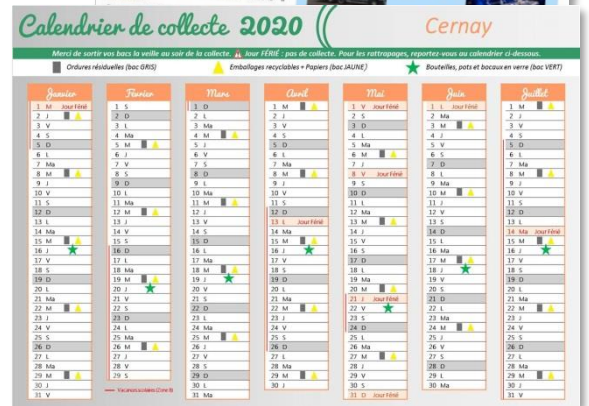 Calendrier de collecte 2020
Cernay
Merci de sortir vos bacs la veille au soir de la collecte. Jour FÉRIÉ : pas de collecte. Pour les rattrapages, reportez-vous au calendrier ci-dessous.
Ordures résiduelles (bac GRIS)
Emballages recyclables + Papiers (bac JAUNE)
Bouteilles, pots et bocaux en verre (bac VERT)
Janvier
1 M Jour Férié
2 J
3 V
4 S
5 D
6 L
7 Ma
8 M
9 J
10 V
11 S
12 D
13 L
14 Ma
15 M
16 J
17 V
18 S
19 D
20 L
21 Ma
22 M
23 J
24 V
25 S
26 D
27 L
28 Ma
29 M
30 J
31 V
Février
1 S
2 D
3 L
4 Ma
5 M
6 J
7 V
8 S
9 D
10 L
11 Ma
12 M
13 J
14 V
15 S
16 D
17 L
18 Ma
19 M
20 J
21 V
22 S
23 D
24 L
25 Ma
26 M
27 J
28 V
29 S
Vacances scolaires (Zone B)
Mars
1 D
2 L
3 Ma
4 M
5 J
6 V
7 S
8 D
9 L
10 Ma
11 M
12 J
13 V
14 S
15 D
16 L
17 Ma
18 M
19 J
20 V
21 S
22 D
23 L
24 Ma
25 M
26 J
27 V
28 S
29 D
30 L
31 Ma
Avril
1 M
2 J
3 V
4 S
5 D
6 L
7 Ma
8 M
9 J
10 V
11 S
12 D
13 L Jour Férié
14 Ma
15 M
16 J
17 V
18 S
19 D
20 L
21 Ma
22 M
23 J
24 V
25 S
26 D
27 L
28 Ma
29 M
30 J
Mai
1 V Jour Férié
2 S
3 D
4 L
5 Ma
6 M
7 J
8 V Jour Férié
9 S
10 D
11 L
12 Ma
13 M
14 J
15 V
16 S
17 D
18 L
19 Ma
20 M
21 J Jour Férié
22 V
23 S
24 D
25 L
26 Ma
27 M
28 J
29 V
30 S
31 D Jour Férié
Juin
1 L Jour Férié
2 Ma
3 M
4 J
5 V
6 S
7 D
8 L
9 Ma
10 M
11 J
12 V
13 S
14 D
15 L
16 Ma
17 M
18 J
19 V
20 S
21 D
22 L
23 Ma
24 M
25 J
26 V
27 S
28 D
29 L
30 Ma
Juillet
1 M
2 J
3 V
4 S
5 D
6 L
7 Ma
8 M
9 J
10 V
11 S
12 D
13 L
14 Ma Jour Férié
15 M
16 J
17 V
18 S
19 D
20 L
21 Ma
22 M
23 J
24 V
25 S
26 D
27 L
28 Ma
29 M
30 J
31 V